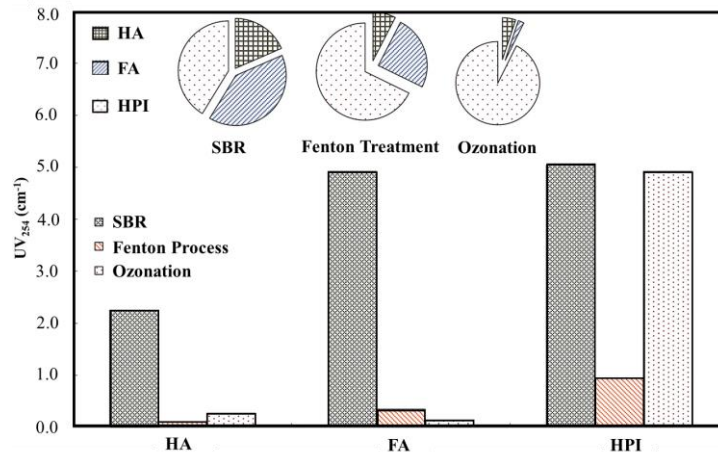 8.0
7.0
6.0
5.0
4.0
3.0
2.0
1.0
0.0
UV254 (cm-1)
HA
FA
HPI
SBR
Fenton Treatment
Ozonation
SBR
Fenton Process
Ozonation
HA
FA
HPI